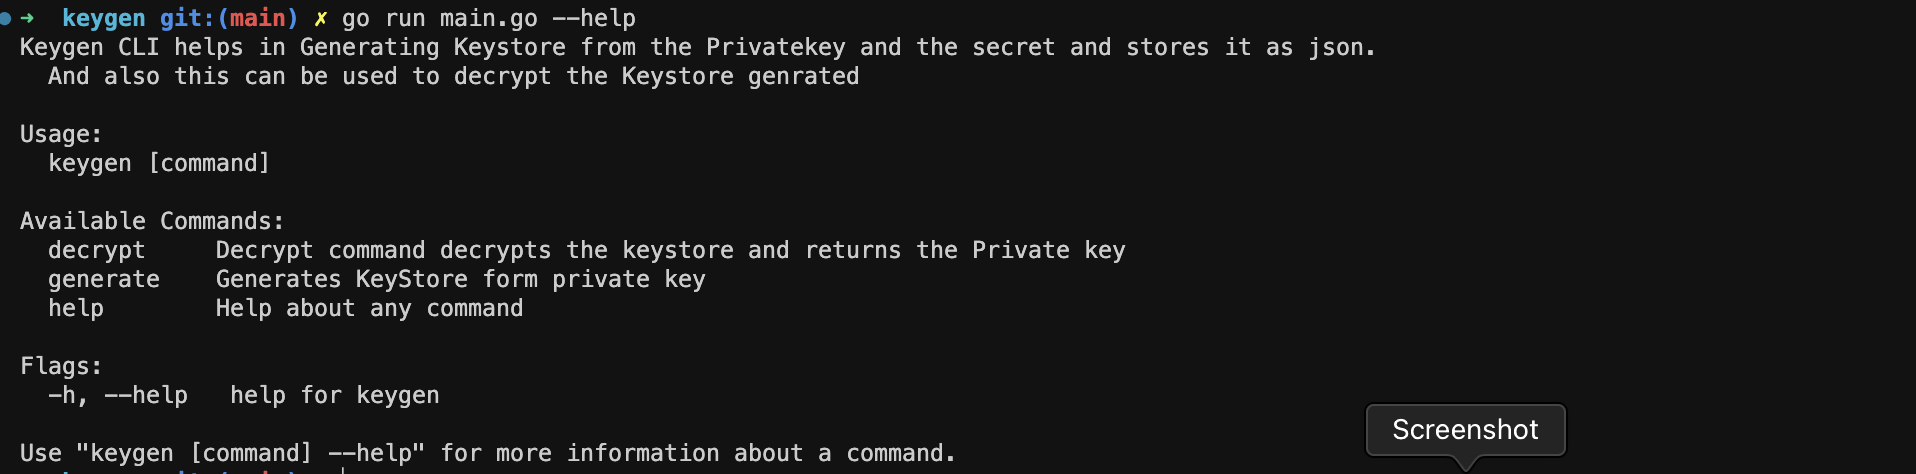 ➜  keygen git:(main) ✗ go run main.go --help
Keygen CLI helps in Generating Keystore from the Privatekey and the secret and stores it as json.
  And also this can be used to decrypt the Keystore genrated

Usage:
  keygen [command]

Available Commands:
  decrypt     Decrypt command decrypts the keystore and returns the Private key
  generate    Generates KeyStore form private key
  help        Help about any command

Flags:
  -h, --help   help for keygen

Screenshot
Use "keygen [command] --help" for more information about a command.